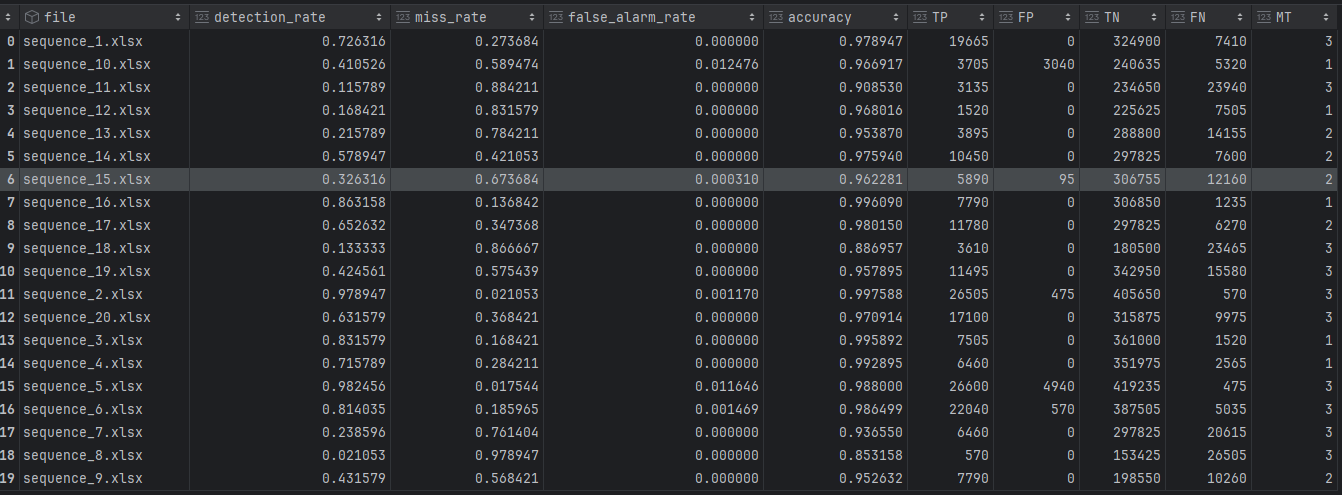 file 123 detection_rate 123 miss_rate 123 false_alarm_rate 123 accuracy 123 TP 123 FP 123 TN 123 FN 123 MT
0 sequence_1.xlsx 0.726316 0.273684 0.000000 0.978947 19665 0 324900 7410 3
1 sequence_10.xlsx 0.410526 0.589474 0.012476 0.966917 3705 3040 240635 5320 1
2 sequence_11.xlsx 0.115789 0.884211 0.000000 0.908530 3135 0 234650 23940 3
3 sequence_12.xlsx 0.168421 0.831579 0.000000 0.968016 1520 0 225625 7505 1
4 sequence_13.xlsx 0.215789 0.784211 0.000000 0.953870 3895 0 288800 14155 2
5 sequence_14.xlsx 0.578947 0.421053 0.000000 0.975940 10450 0 297825 7600 2
6 sequence_15.xlsx 0.326316 0.673684 0.000310 0.962281 5890 95 306755 12160 2
7 sequence_16.xlsx 0.863158 0.136842 0.000000 0.996090 7790 0 306850 1235 1
8 sequence_17.xlsx 0.652632 0.347368 0.000000 0.980150 11780 0 297825 6270 2
9 sequence_18.xlsx 0.133333 0.866667 0.000000 0.886957 3610 0 180500 23465 3
10 sequence_19.xlsx 0.424561 0.575439 0.000000 0.957895 11495 0 342950 15580 3
11 sequence_2.xlsx 0.978947 0.021053 0.001170 0.997588 26505 475 405650 570 3
12 sequence_20.xlsx 0.631579 0.368421 0.000000 0.970914 17100 0 315875 9975 3
13 sequence_3.xlsx 0.831579 0.168421 0.000000 0.995892 7505 0 361000 1520 1
14 sequence_4.xlsx 0.715789 0.284211 0.000000 0.992895 6460 0 351975 2565 1
15 sequence_5.xlsx 0.982456 0.017544 0.011646 0.988000 26600 4940 419235 475 3
16 sequence_6.xlsx 0.814035 0.185965 0.001469 0.986499 22040 570 387505 5035 3
17 sequence_7.xlsx 0.238596 0.761404 0.000000 0.936550 6460 0 297825 20615 3
18 sequence_8.xlsx 0.021053 0.978947 0.000000 0.853158 570 0 153425 26505 3
19 sequence_9.xlsx 0.431579 0.568421 0.000000 0.952632 7790 0 198550 10260 2